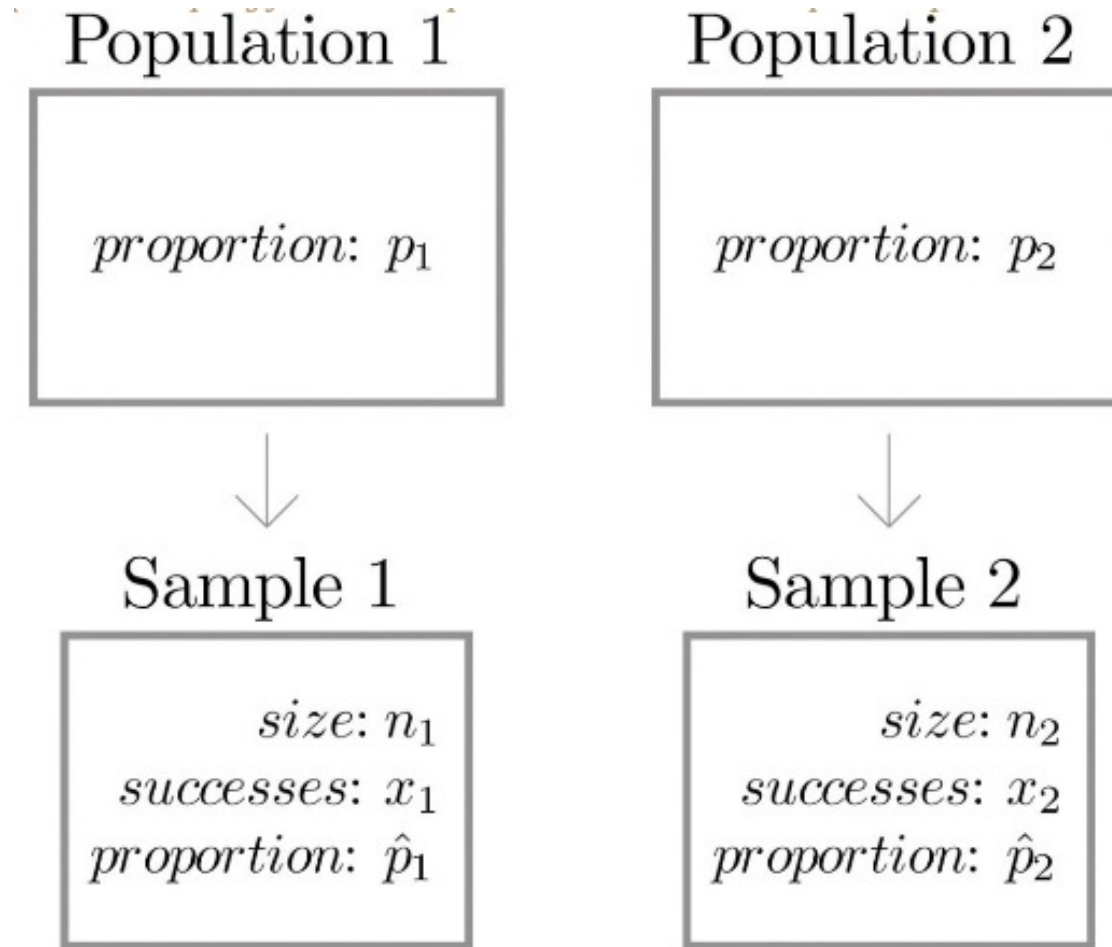 Population 1
proportion: p₁
Sample 1
size: n₁
successes: x₁
proportion: p̂₁
Population 2
proportion: p₂
Sample 2
size: n₂
successes: x₂
proportion: p̂₂